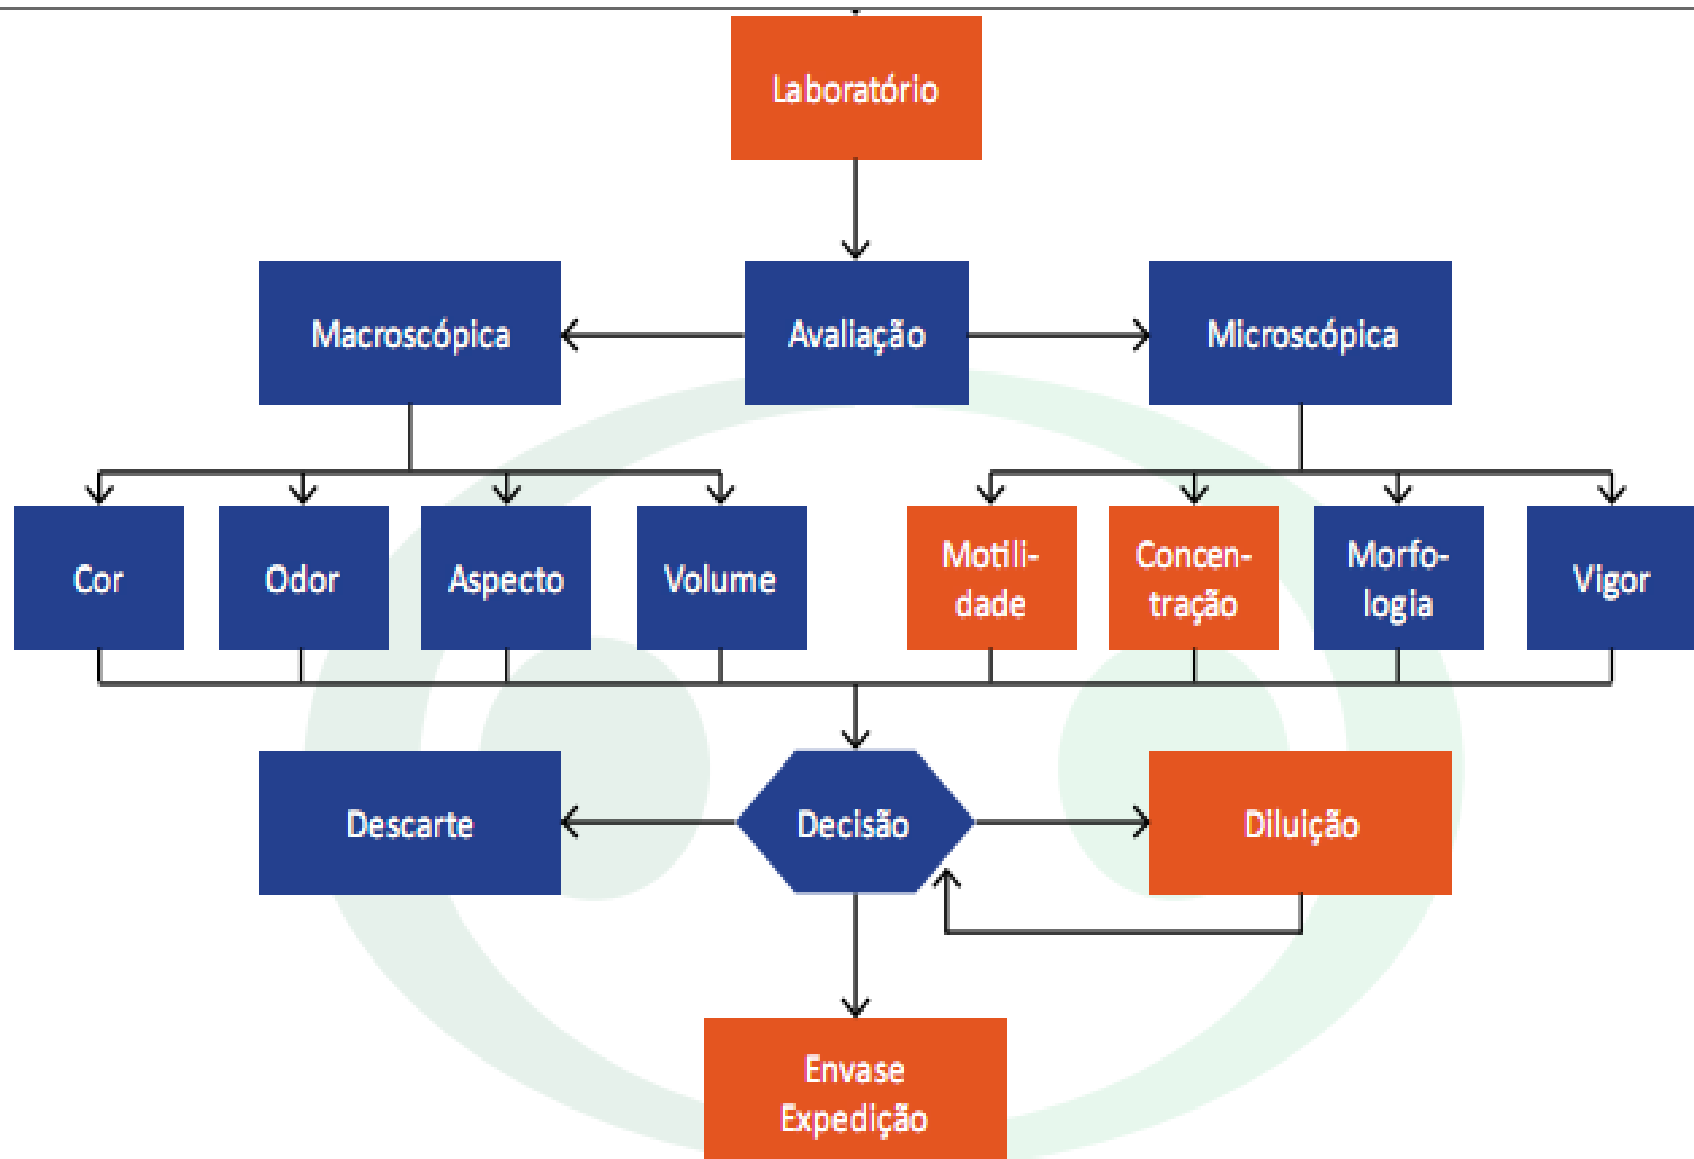 Laboratório
Macroscópica
Avaliação
Microscópica
Cor
Odor
Aspecto
Volume
Motili-
dade
Concen-
tração
Morfo-
logia
Vigor
Descarte
Decisão
Diluição
Envase
Expedição